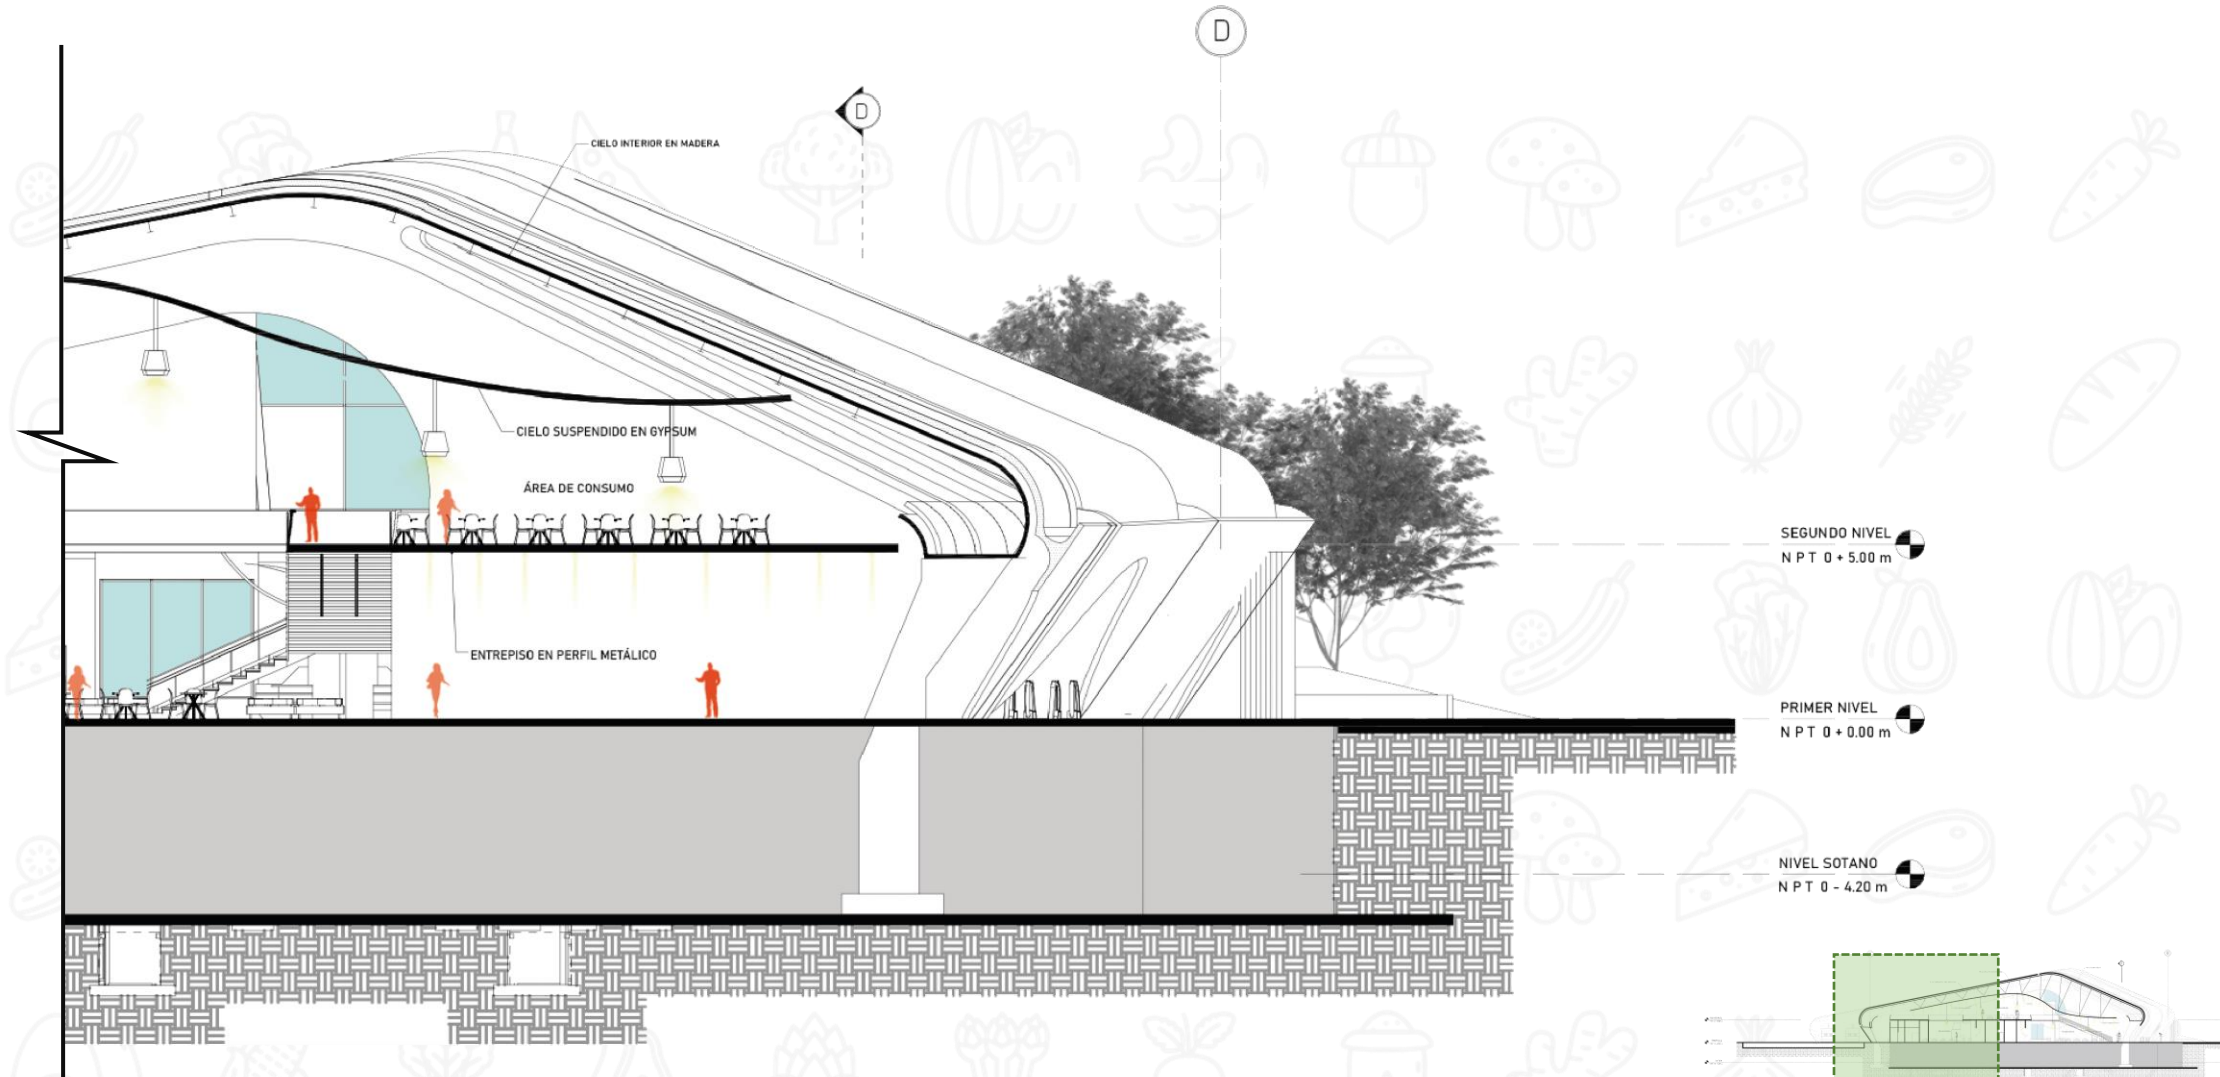 D
D
CIELO INTERIOR EN MADERA
CIELO SUSPENDIDO EN GYPSUM
ÁREA DE CONSUMO
SEGUNDO NIVEL
N P T 0 + 5.00 m
ENTREPISO EN PERFIL METÁLICO
PRIMER NIVEL
N P T 0 + 0.00 m
NIVEL SOTANO
N P T 0 - 4.20 m